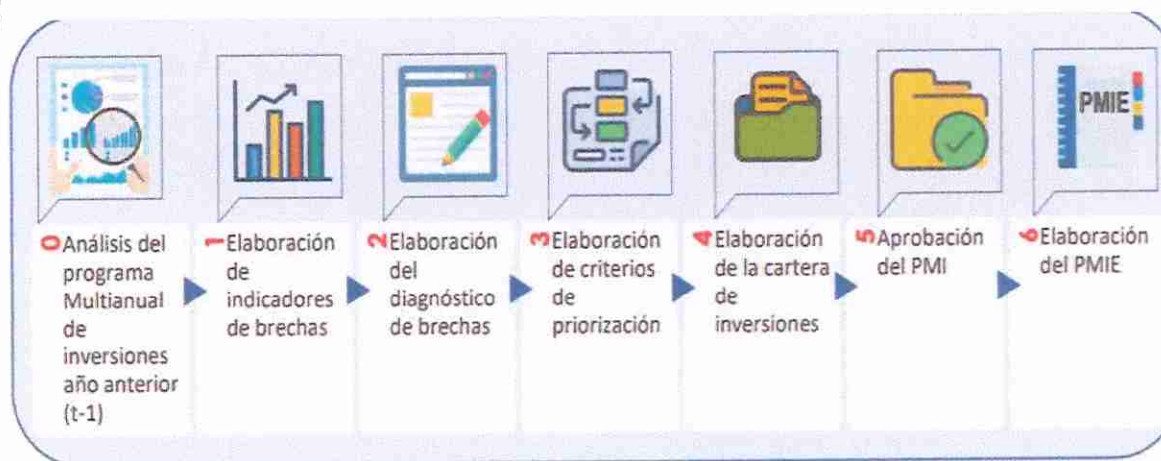 PMIE
0 Análisis del
programa
Multianual
de
inversiones
año anterior
(t-1)
1 Elaboración
de
indicadores
de brechas
2 Elaboración
del
diagnóstico
de brechas
3 Elaboración
de criterios
de
priorización
4 Elaboración
de la cartera
de
inversiones
5 Aprobación
del PMI
6 Elaboración
del PMIE